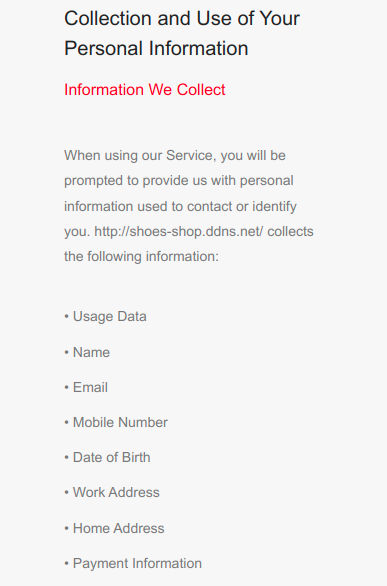 Collection and Use of Your
Personal Information
Information We Collect
When using our Service, you will be
prompted to provide us with personal
information used to contact or identify
you. http://shoes-shop.ddns.net/ collects
the following information:
• Usage Data
• Name
• Email
• Mobile Number
• Date of Birth
• Work Address
• Home Address
• Payment Information